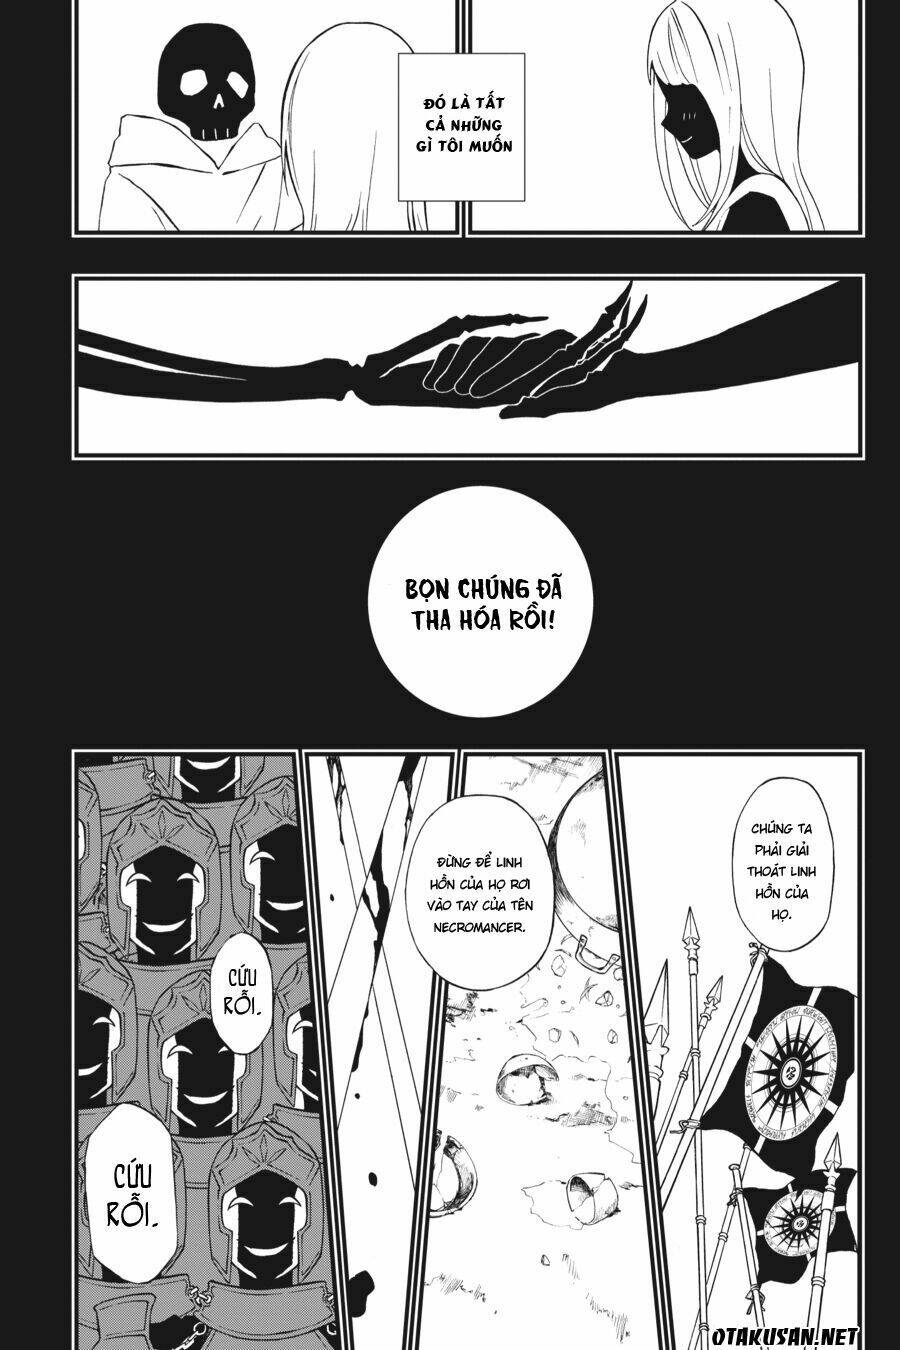 ĐÓ LÀ TẤT
CẢ NHỮNG
GÌ TÔI MUỐN
BỌN CHÚNG ĐÃ
THA HÓA RỒI!
CHÚNG TA
PHẢI GIẢI
THOÁT LINH
HỒN CỦA
HỌ.
ĐỪNG ĐỂ LINH
HỒN CỦA HỌ RƠI
VÀO TAY CỦA TÊN
NECROMANCER.
CỨU
RỖI.
CỨU
RỖI.
OTAKUSAN.NET